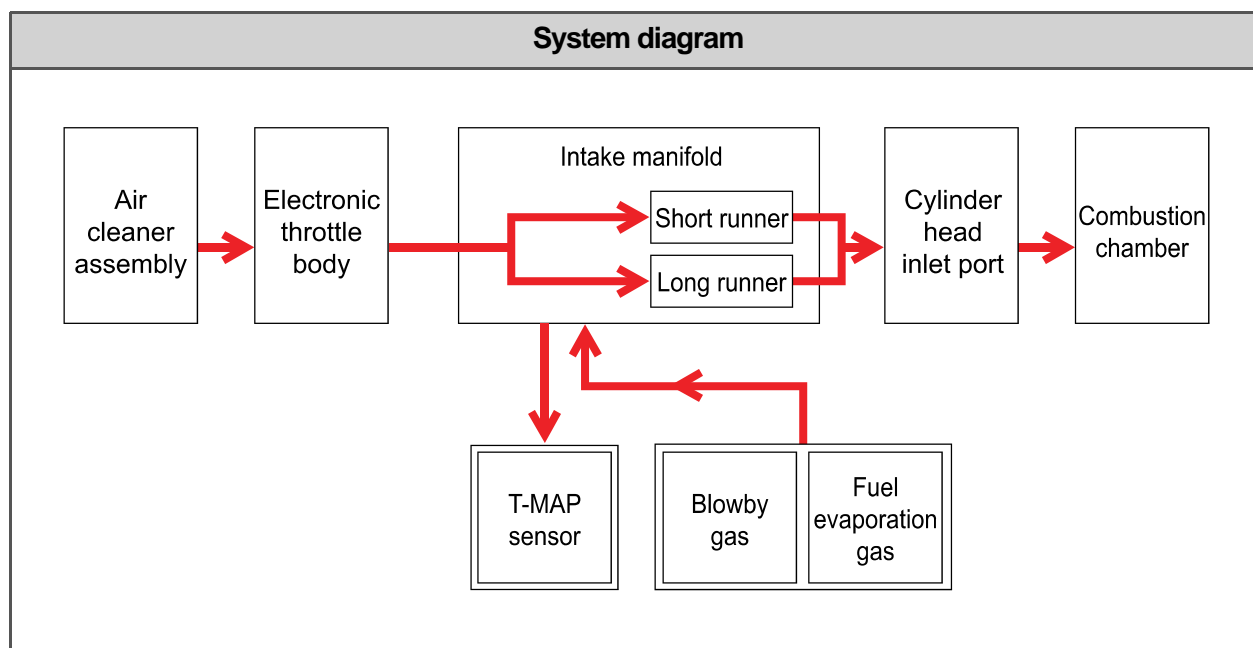 System diagram
Air
cleaner
assembly
Electronic
throttle
body
Intake manifold
Short runner
Long runner
Cylinder
head
inlet port
Combustion
chamber
T-MAP
sensor
Blowby
gas
Fuel
evaporation
gas